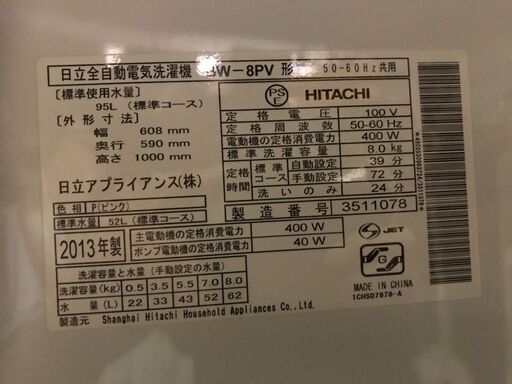 日立全自動電気洗濯機 BW-8PV 形 50-60Hz共用
[標準使用水量]
95L (標準コース)
[外形寸法]
幅 608 mm
奥行 590 mm
高さ 1000 mm
日立アプライアンス(株)
色相 P(ピンク)
標準水量 52L (標準コース)
2013年製
主電動機の定格消費電力 400 W
ポンプ電動機の定格消費電力 40 W
洗濯容量と水量 (手動設定の水量)
洗濯容量(kg) 0.5 3.5 5.5 7.0 8.0
水量(L) 22 33 43 52 62
製造元 Shanghai Hitachi Household Appliances Co., Ltd.
PS
E
HITACHI
定格電圧 100 V
定格周波数 50-60 Hz
電動機の定格消費電力 400 W
標準洗濯容量 8.0 kg
定格時間 標準コース 自動設定 39 分
手動設定 72 分
洗いのみ 24 分
製造番号 3511078
S JET
G
MADE IN CHINA
1CHSD7878-A